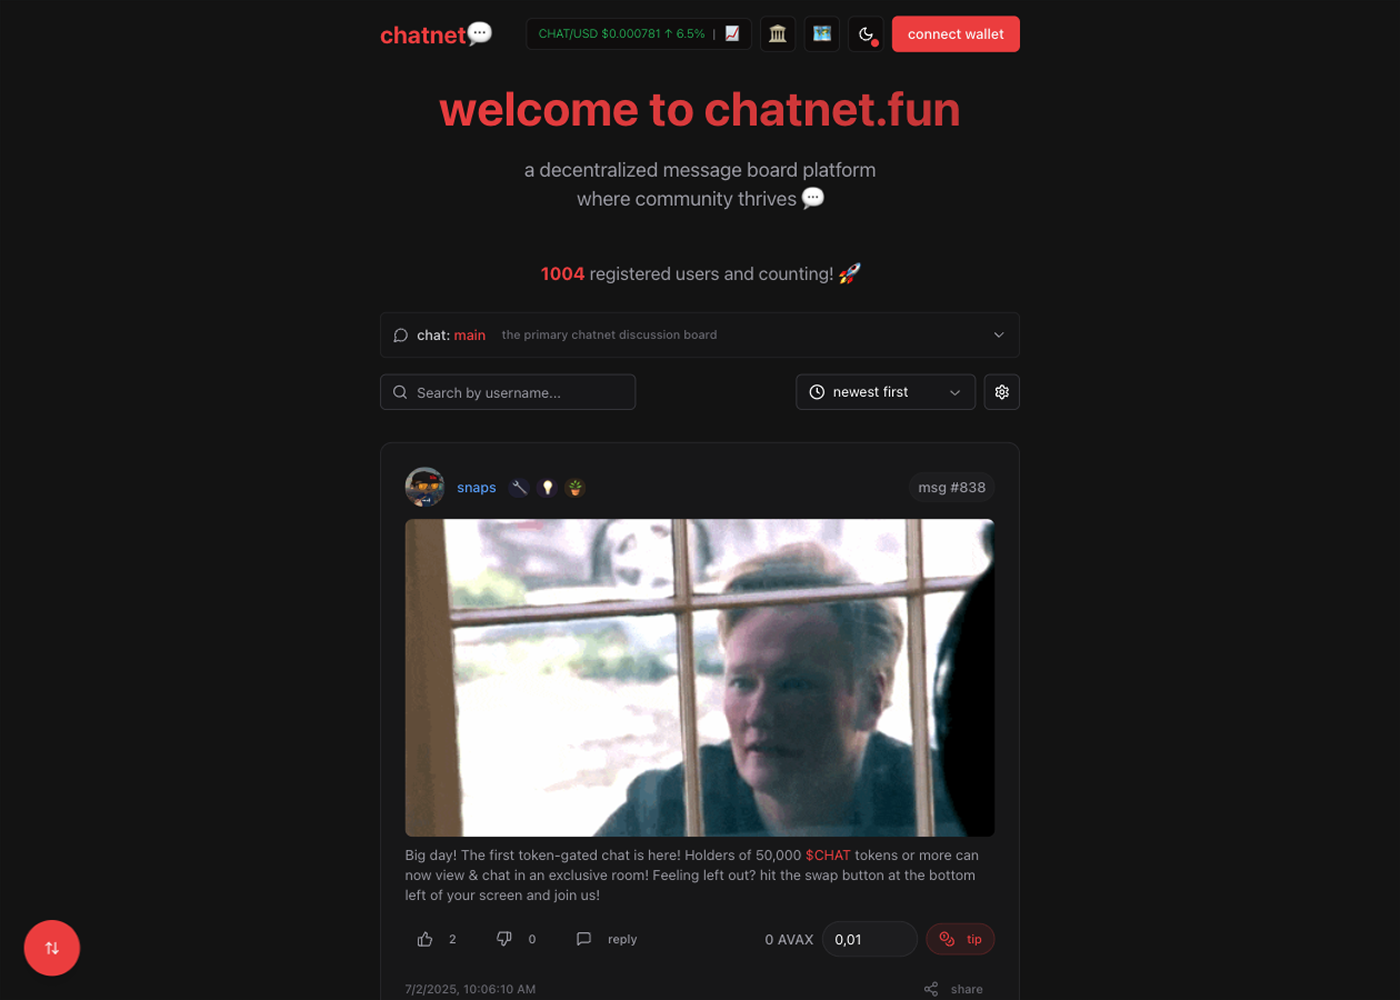 chatnet💬
CHAT/USD $0.000781 ↑ 6.5% | 📈
connect wallet
welcome to chatnet.fun
a decentralized message board platform
where community thrives 💬
1004 registered users and counting! 🚀
chat: main the primary chatnet discussion board
Search by username...
newest first
snaps
msg #838
Big day! The first token-gated chat is here! Holders of 50,000 $CHAT tokens or more can
now view & chat in an exclusive room! Feeling left out? hit the swap button at the bottom
left of your screen and join us!
2
0
reply
0 AVAX
0,01
tip
7/2/2025, 10:06:10 AM
share